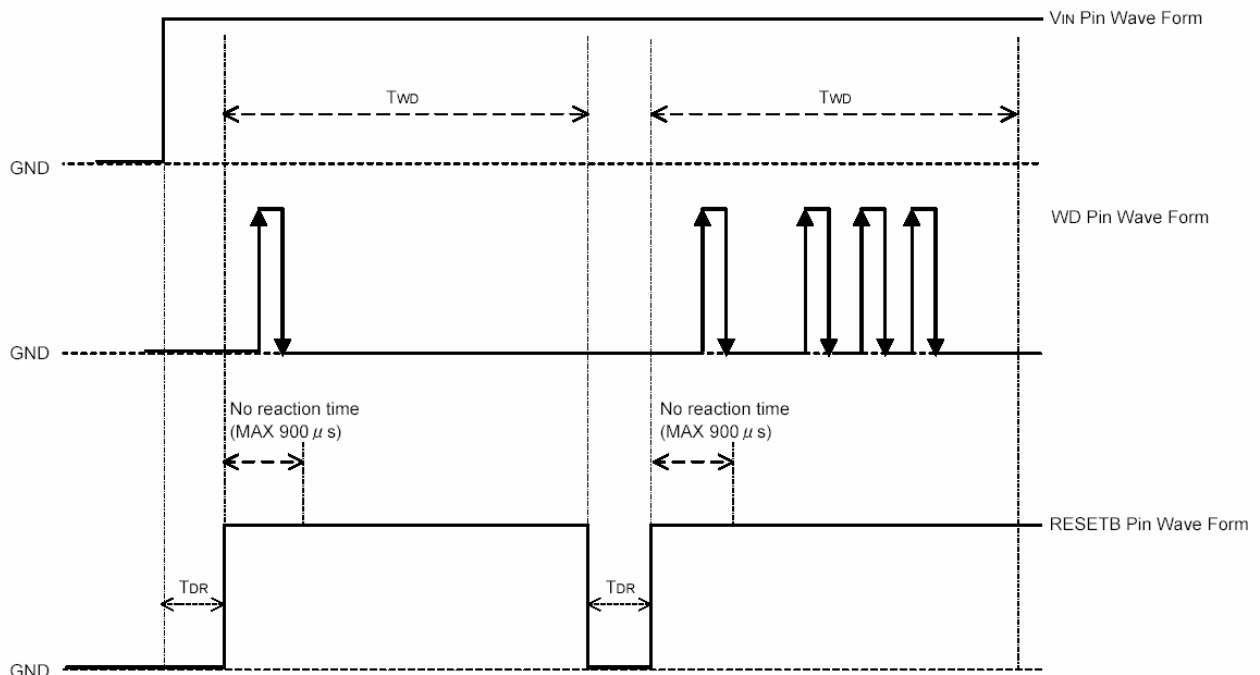 VIN Pin Wave Form
TWD
TWD
GND
WD Pin Wave Form
GND
No reaction time
(MAX 900 μs)
No reaction time
(MAX 900 μs)
RESETB Pin Wave Form
TDR
TDR
GND